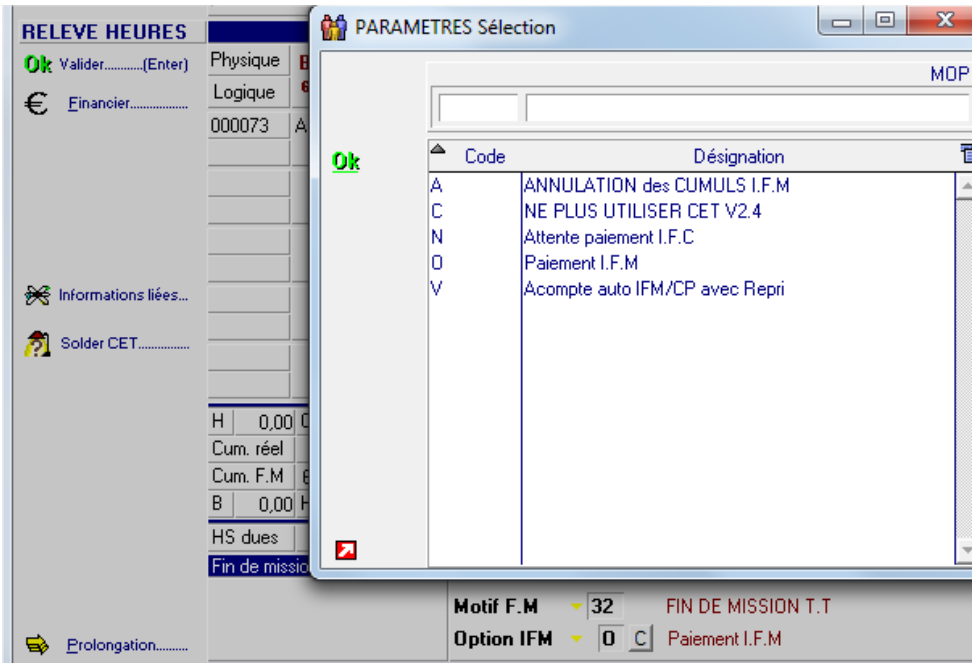 RELEVE HEURES
Ok Valider...........(Enter)
€ Financier.................
Informations liées...
Solder CET...............
Prolongation.........
Physique
Logique
000073 A
H 0,00
Cum. réel
Cum. F.M
B 0,00 H
HS dues
Fin de missio
PARAMETRES Sélection
MOP
Ok
Code Désignation
A ANNULATION des CUMULS I.F.M
C NE PLUS UTILISER CET V2.4
N Attente paiement I.F.C
O Paiement I.F.M
V Acompte auto IFM/CP avec Repri
Motif F.M 32 FIN DE MISSION T.T
Option IFM O C Paiement I.F.M